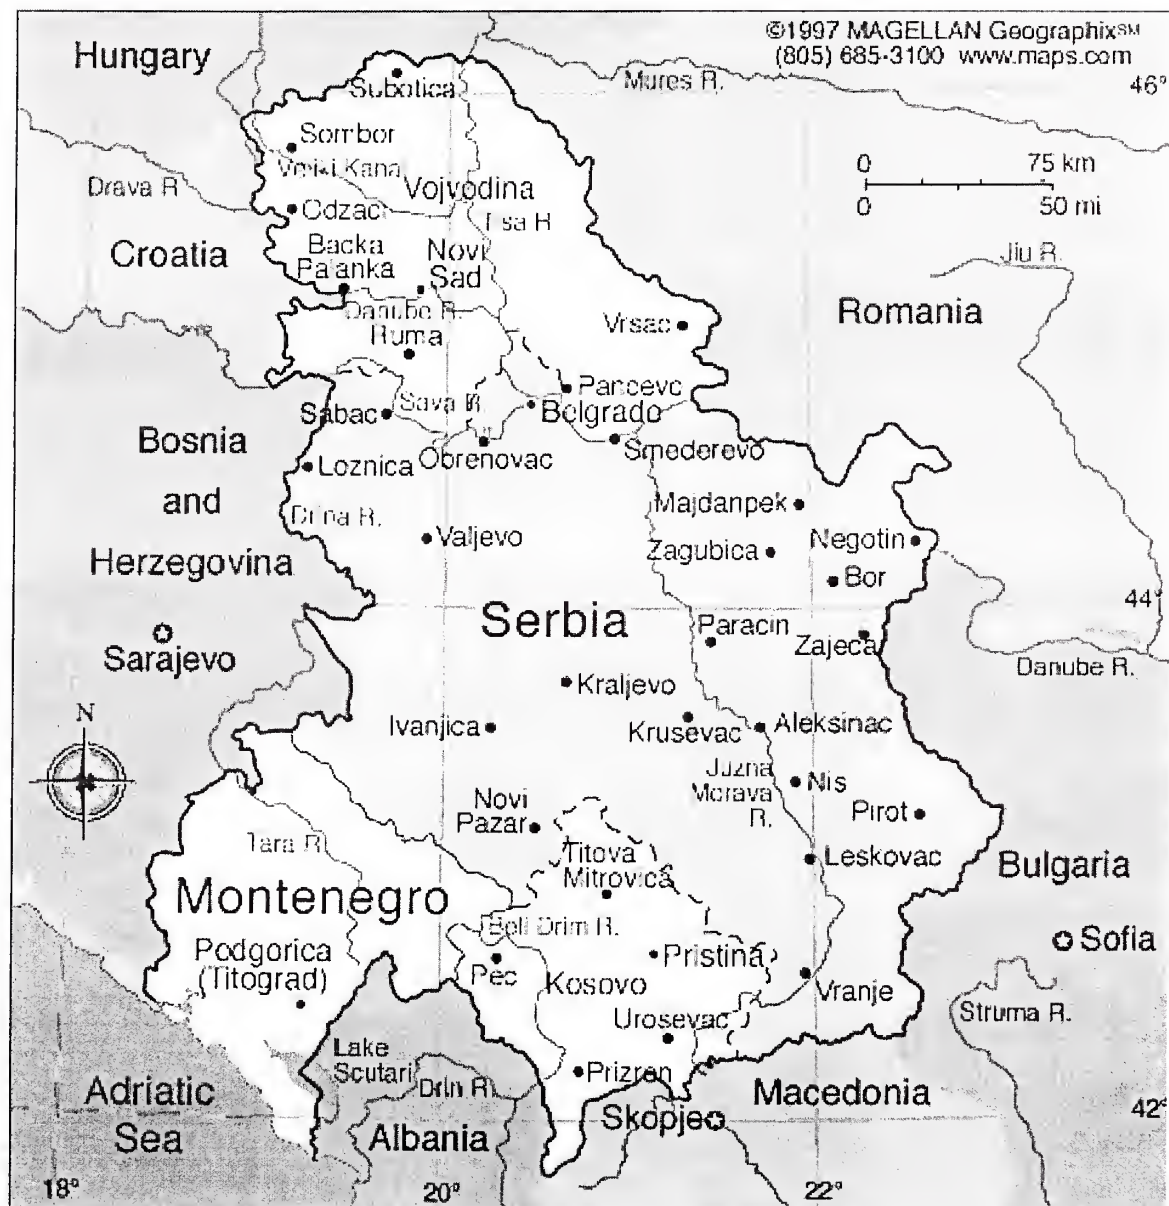 ©1997 MAGELLAN Geographix℠
(805) 685-3100 www.maps.com
Hungary
Subotica
Mures R.
46°
Sombor
0 75 km
0 50 mi
Drava R
Vojvodina
Odzaci
Croatia
Backa
Palanka
Novi
Sad
Jiu R.
Romania
Danube R.
Ruma
Vrsac
Pancevo
Sabac
Sava R.
Belgrade
Bosnia
and
Herzegovina
Obrenovac
Smederevo
Loznica
Drina R.
Majdanpek
Valjevo
Zagubica
Negotin
Bor
44°
Serbia
Paracin
Zajeca
Sarajevo
Danube R.
Kraljevo
N
Ivanjica
Krusevac
Aleksinac
Juzna
Morava
R.
Nis
Novi
Pazar
Pirot
Tara R
Titova
Mitrovica
Leskovac
Bulgaria
Montenegro
Beli Drim R.
Sofia
Podgorica
(Titograd)
Pec
Kosovo
Pristina
Vranje
Struma R.
Urosevac
Lake
Scutari
Drin R
Prizren
Adriatic
Sea
Macedonia
Skopje
42°
Albania
18° 20° 22°